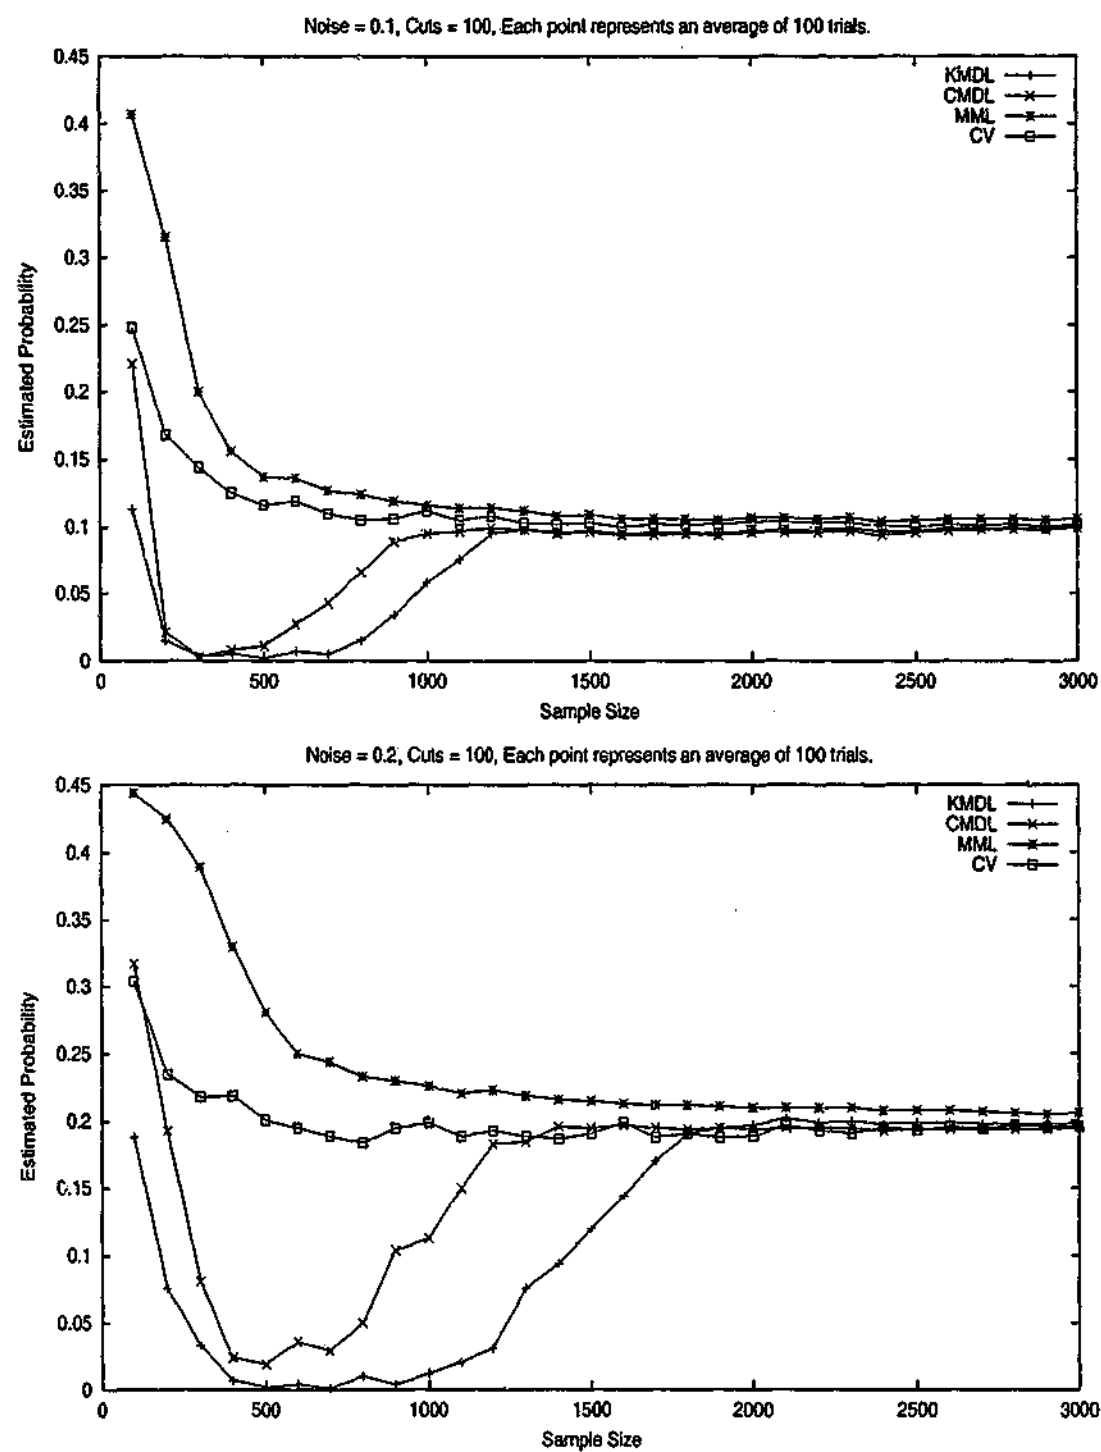 Noise = 0.1, Cuts = 100, Each point represents an average of 100 trials.
0.45
0.4
0.35
0.3
0.25
0.2
0.15
0.1
0.05
0
Estimated Probability
KMDL
CMDL
MML
CV
0 500 1000 1500 2000 2500 3000
Sample Size
Noise = 0.2, Cuts = 100, Each point represents an average of 100 trials.
0.45
0.4
0.35
0.3
0.25
0.2
0.15
0.1
0.05
0
Estimated Probability
KMDL
CMDL
MML
CV
0 500 1000 1500 2000 2500 3000
Sample Size